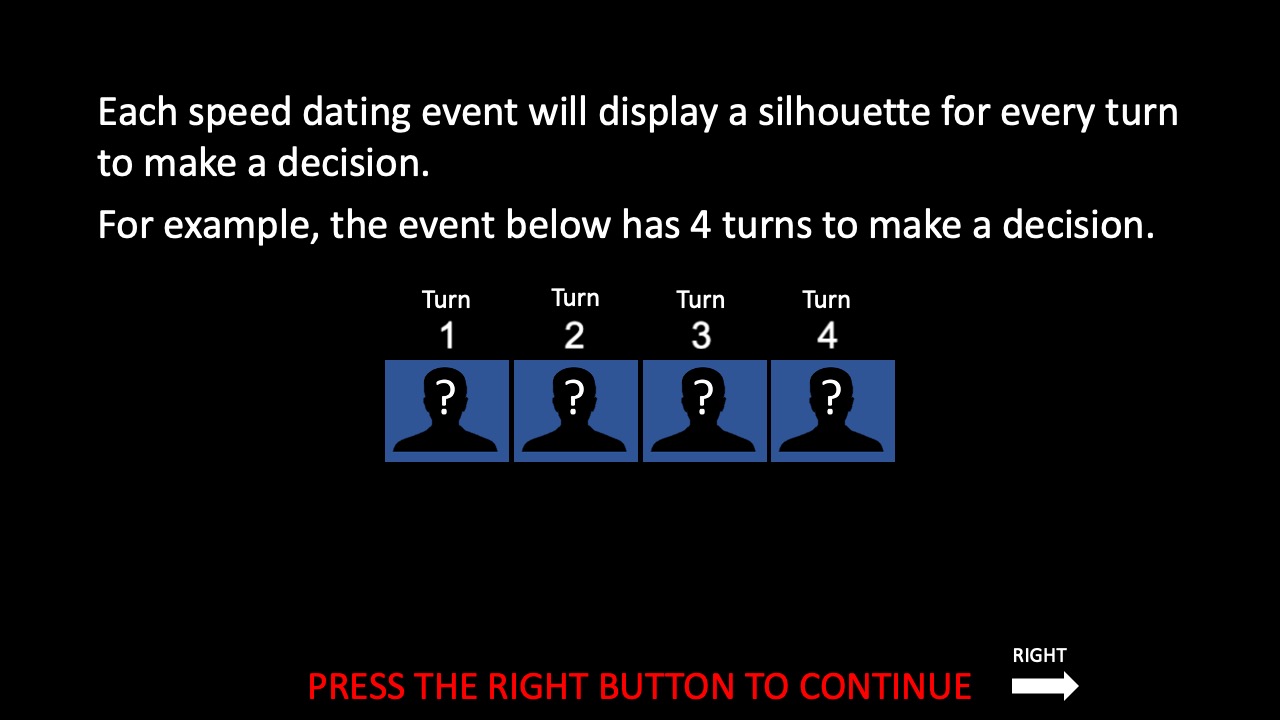 Each speed dating event will display a silhouette for every turn
to make a decision.
For example, the event below has 4 turns to make a decision.
Turn Turn Turn Turn
1 2 3 4
? ? ? ?
RIGHT
PRESS THE RIGHT BUTTON TO CONTINUE